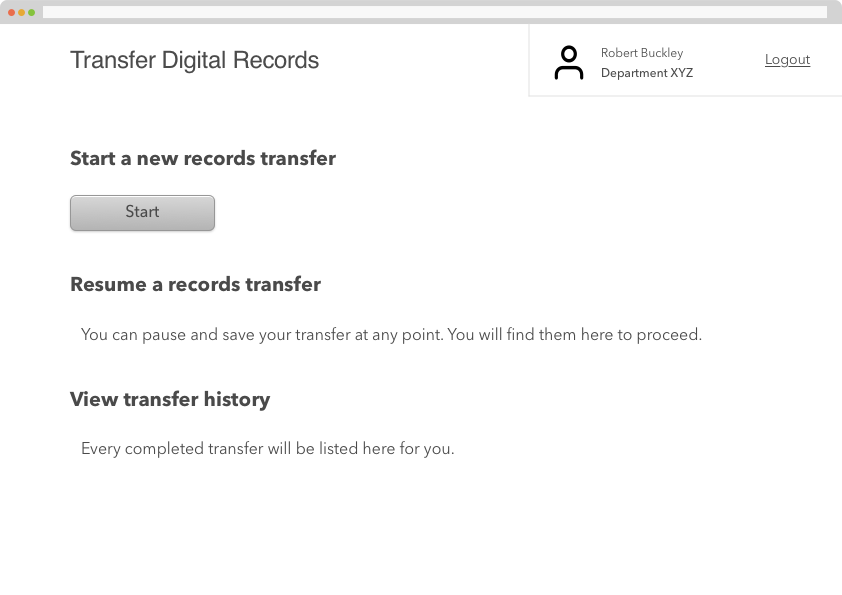 Transfer Digital Records
Robert Buckley
Department XYZ
Logout
Start a new records transfer
Start
Resume a records transfer
You can pause and save your transfer at any point. You will find them here to proceed.
View transfer history
Every completed transfer will be listed here for you.